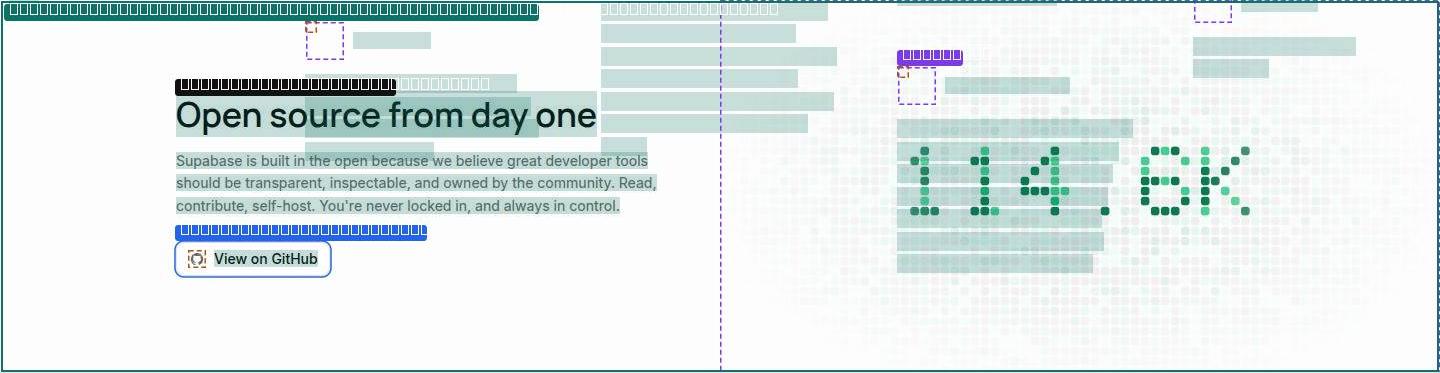 Open source from day one
Supabase is built in the open because we believe great developer tools
should be transparent, inspectable, and owned by the community. Read,
contribute, self-host. You're never locked in, and always in control.
View on GitHub
114.8K